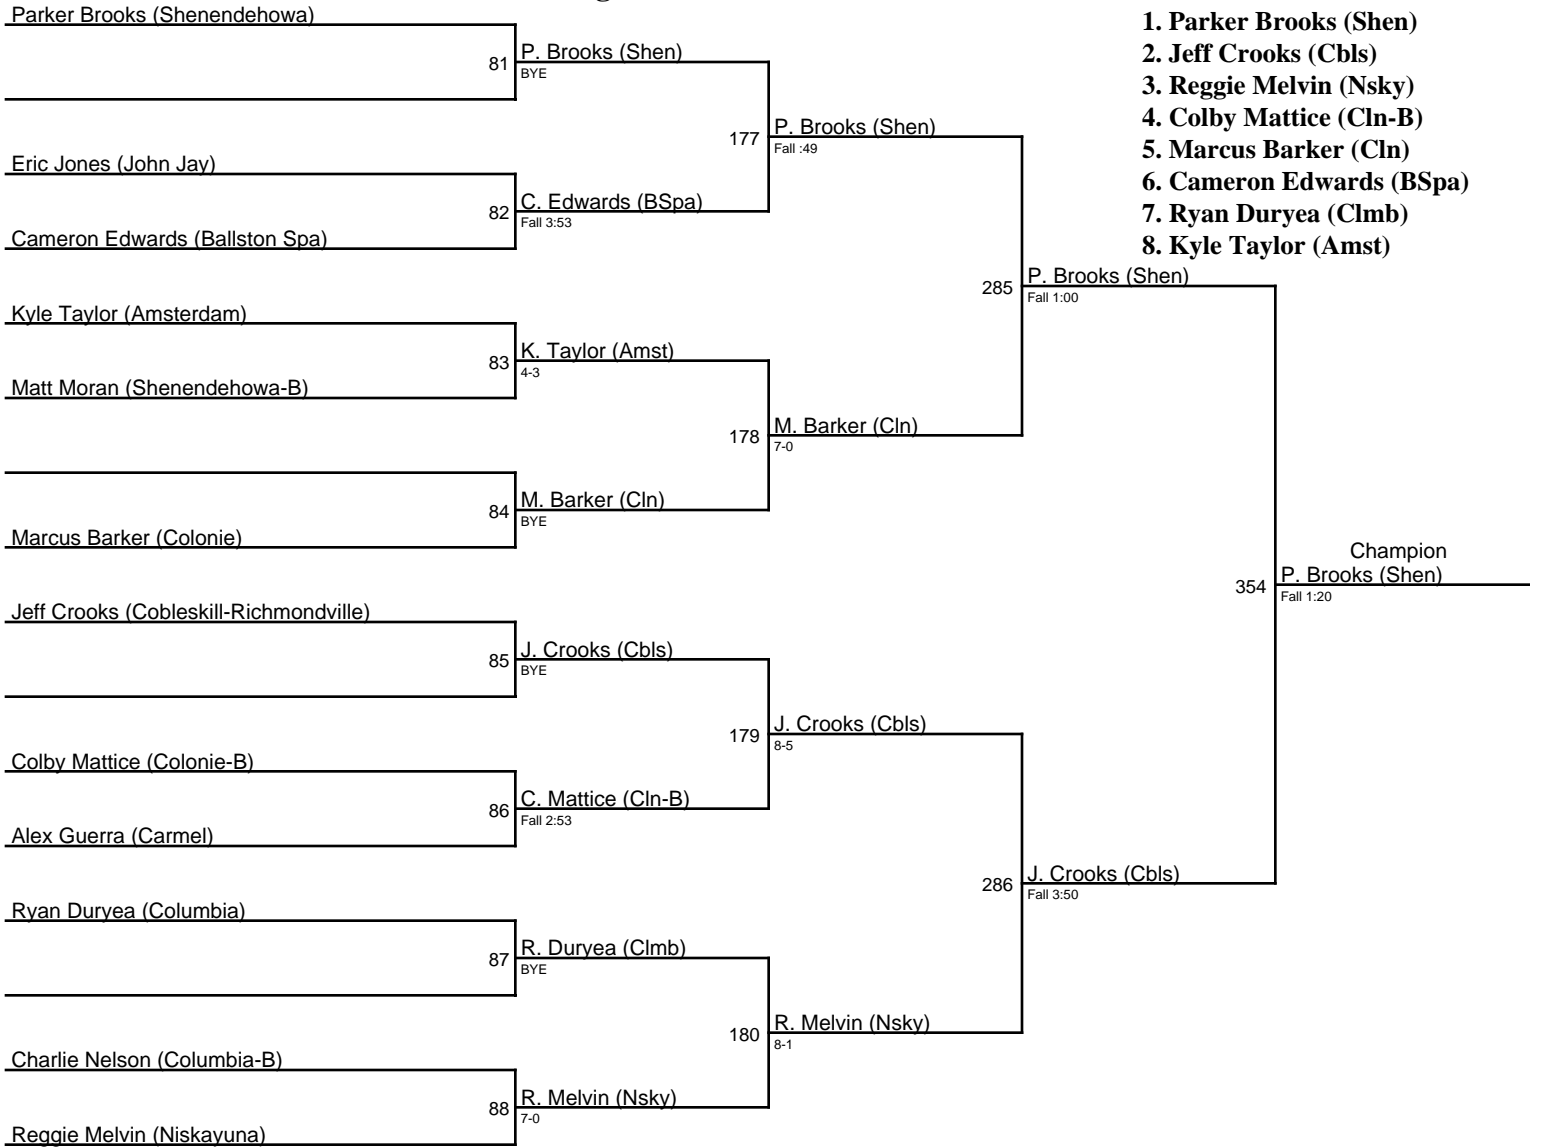 Parker Brooks (Shenendehowa)
81
P. Brooks (Shen)
BYE
177
P. Brooks (Shen)
Fall :49
Eric Jones (John Jay)
82
C. Edwards (BSpa)
Fall 3:53
Cameron Edwards (Ballston Spa)
285
P. Brooks (Shen)
Fall 1:00
Kyle Taylor (Amsterdam)
83
K. Taylor (Amst)
4-3
Matt Moran (Shenendehowa-B)
178
M. Barker (Cln)
7-0
84
M. Barker (Cln)
BYE
Marcus Barker (Colonie)
Champion
354
P. Brooks (Shen)
Fall 1:20
Jeff Crooks (Cobleskill-Richmondville)
85
J. Crooks (Cbls)
BYE
179
J. Crooks (Cbls)
8-5
Colby Mattice (Colonie-B)
86
C. Mattice (Cln-B)
Fall 2:53
Alex Guerra (Carmel)
286
J. Crooks (Cbls)
Fall 3:50
Ryan Duryea (Columbia)
87
R. Duryea (Clmb)
BYE
180
R. Melvin (Nsky)
8-1
Charlie Nelson (Columbia-B)
88
R. Melvin (Nsky)
7-0
Reggie Melvin (Niskayuna)
1. Parker Brooks (Shen)
2. Jeff Crooks (Cbls)
3. Reggie Melvin (Nsky)
4. Colby Mattice (Cln-B)
5. Marcus Barker (Cln)
6. Cameron Edwards (BSpa)
7. Ryan Duryea (Clmb)
8. Kyle Taylor (Amst)